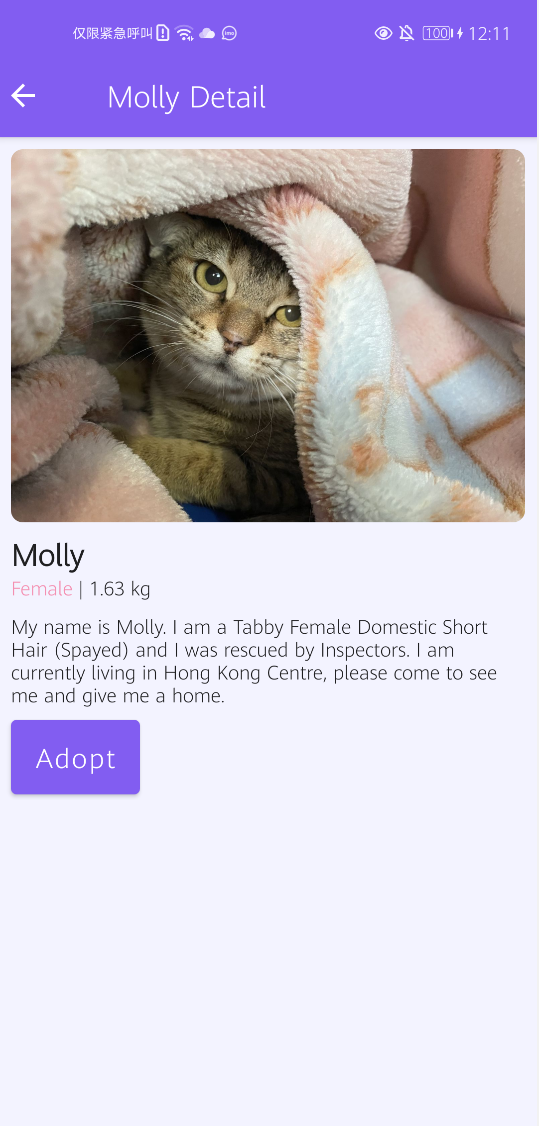 仅限紧急呼叫 100 12:11
Molly Detail
Molly
Female | 1.63 kg
My name is Molly. I am a Tabby Female Domestic Short
Hair (Spayed) and I was rescued by Inspectors. I am
currently living in Hong Kong Centre, please come to see
me and give me a home.
Adopt